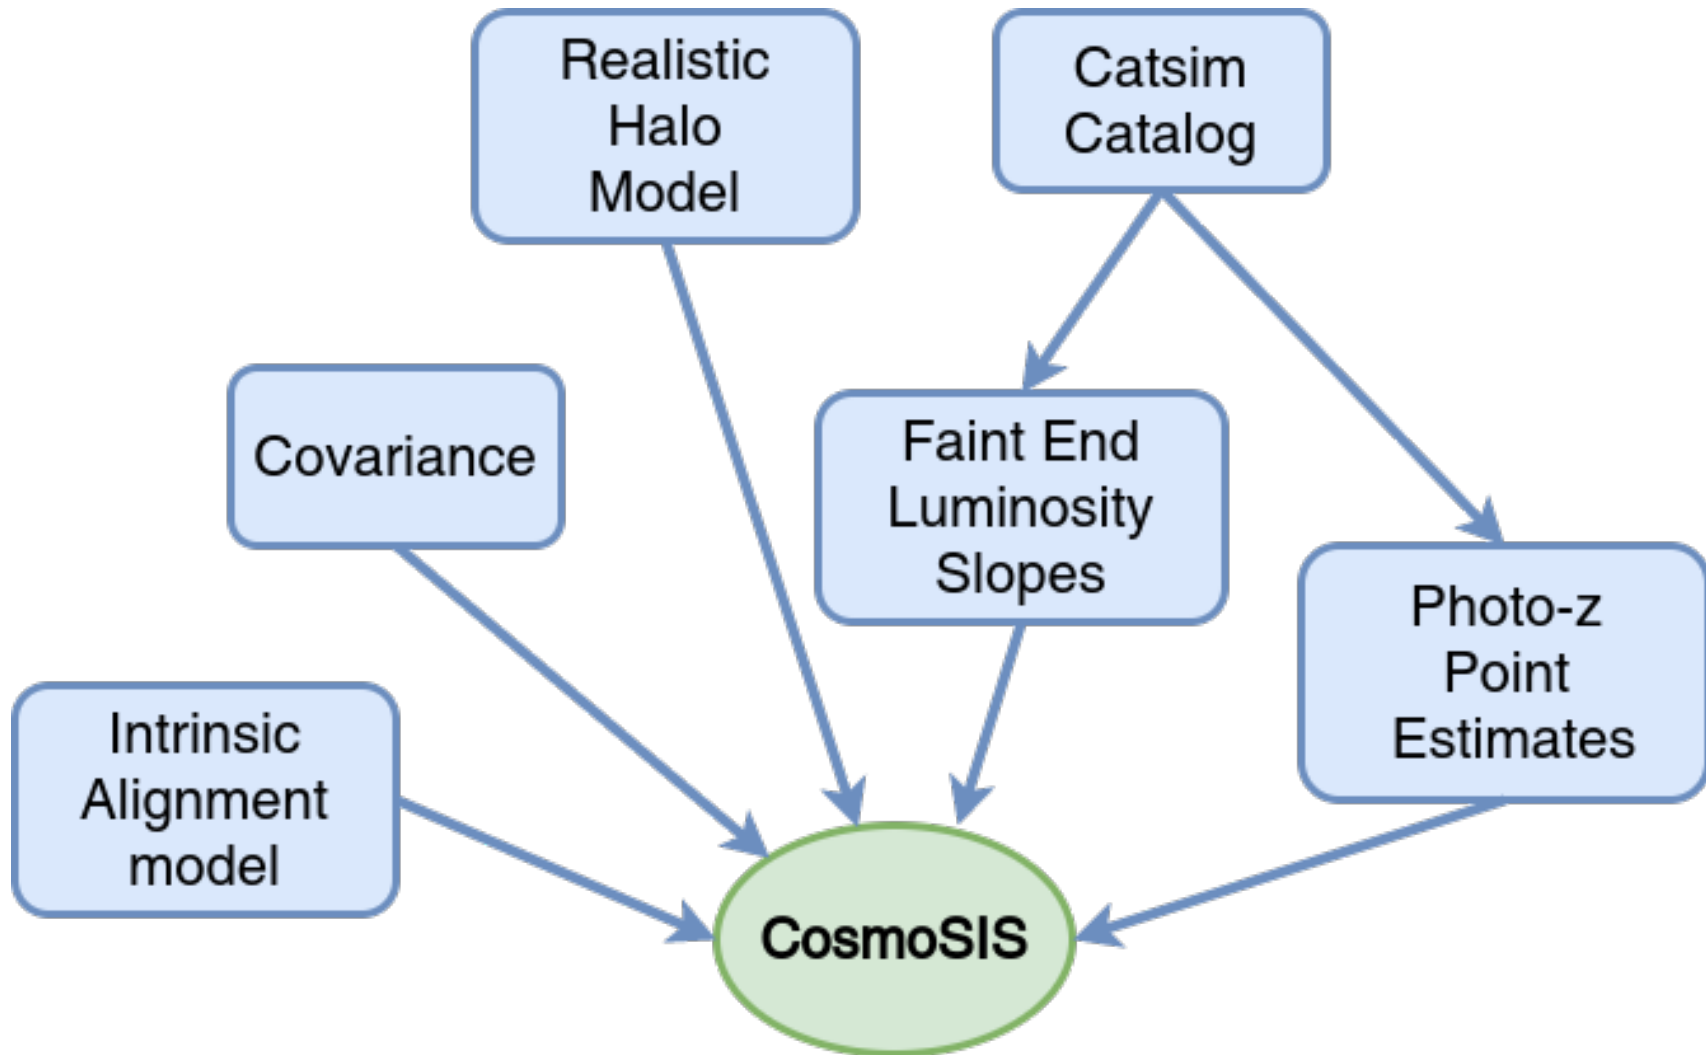 Realistic
Halo
Model
Catsim
Catalog
Covariance
Faint End
Luminosity
Slopes
Photo-z
Point
Estimates
Intrinsic
Alignment
model
CosmoSIS